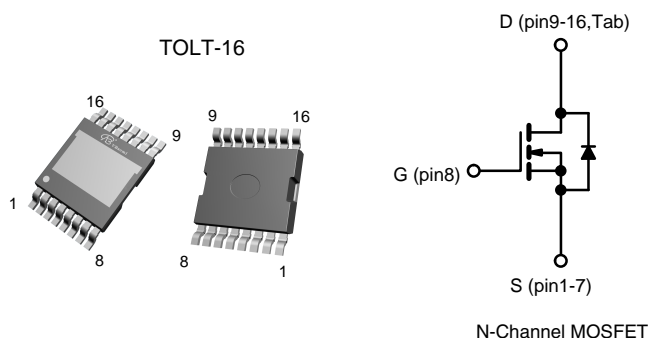 TOLT-16
D (pin9-16,Tab)
16
9
1
8
9
16
8
1
G (pin8)
S (pin1-7)
N-Channel MOSFET